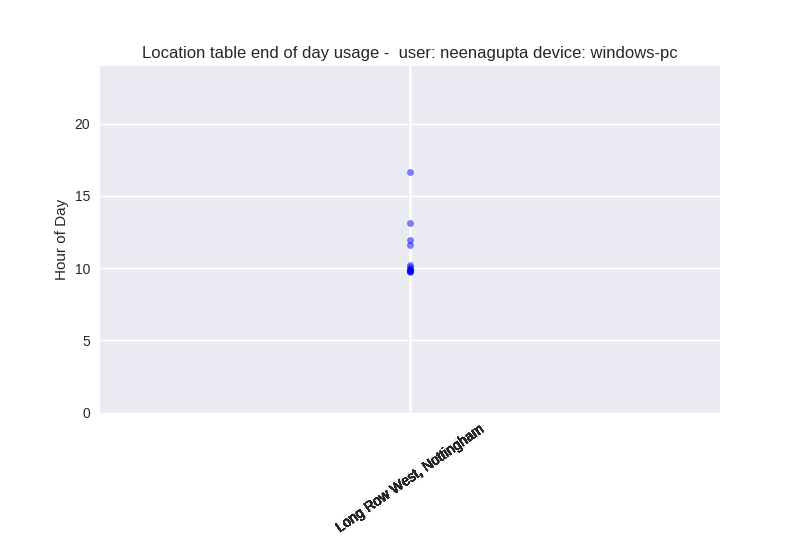 Location table end of day usage -  user: neenagupta device: windows-pc
Hour of Day
20
15
10
5
0
Long Row West, Nottingham